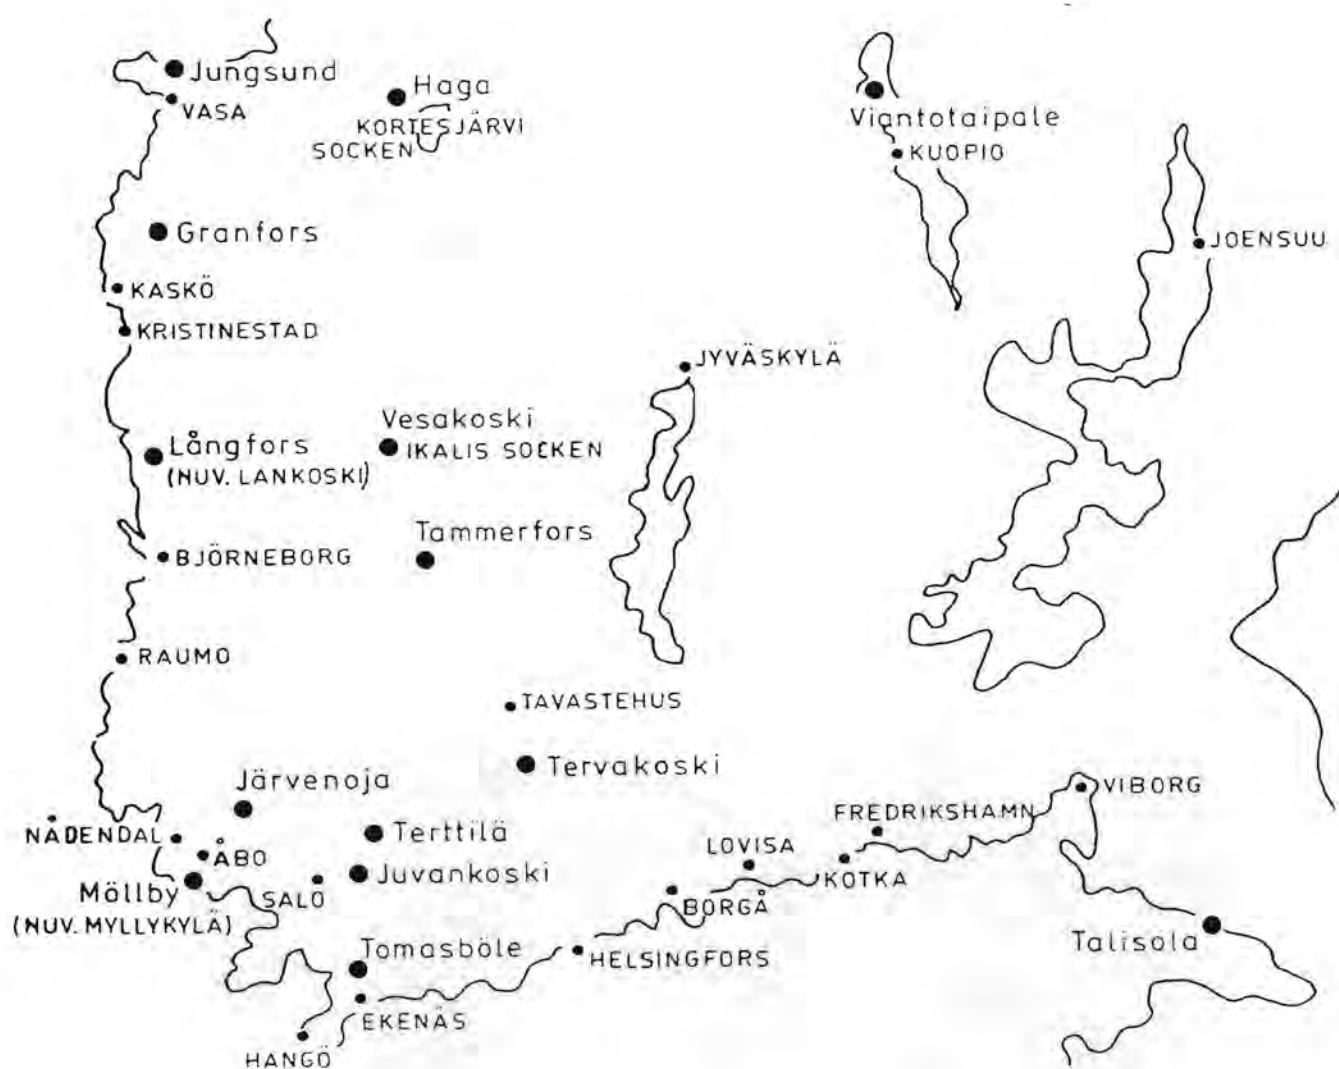 Jungsund
VASA
Haga
KORTESJÄRVI
SOCKEN
Viantotaipale
KUOPIO
JOENSUU
Granfors
KASKÖ
KRISTINESTAD
JYVÄSKYLÄ
Långfors
(NUV. LANKOSKI)
Vesakoski
IKALIS SOCKEN
Tammerfors
BJÖRNEBORG
RAUMO
TAVASTEHUS
Tervakoski
Järvenoja
VIBORG
FREDRIKSHAMN
NÅDENDAL
ÅBO
Terttilä
LOVISA
KOTKA
Möllby
(NUV. MYLLYKYLÄ)
SALO
Juvankoski
BORGÅ
Talisola
Tomasböle
HELSINGFORS
EKENÄS
HANGÖ